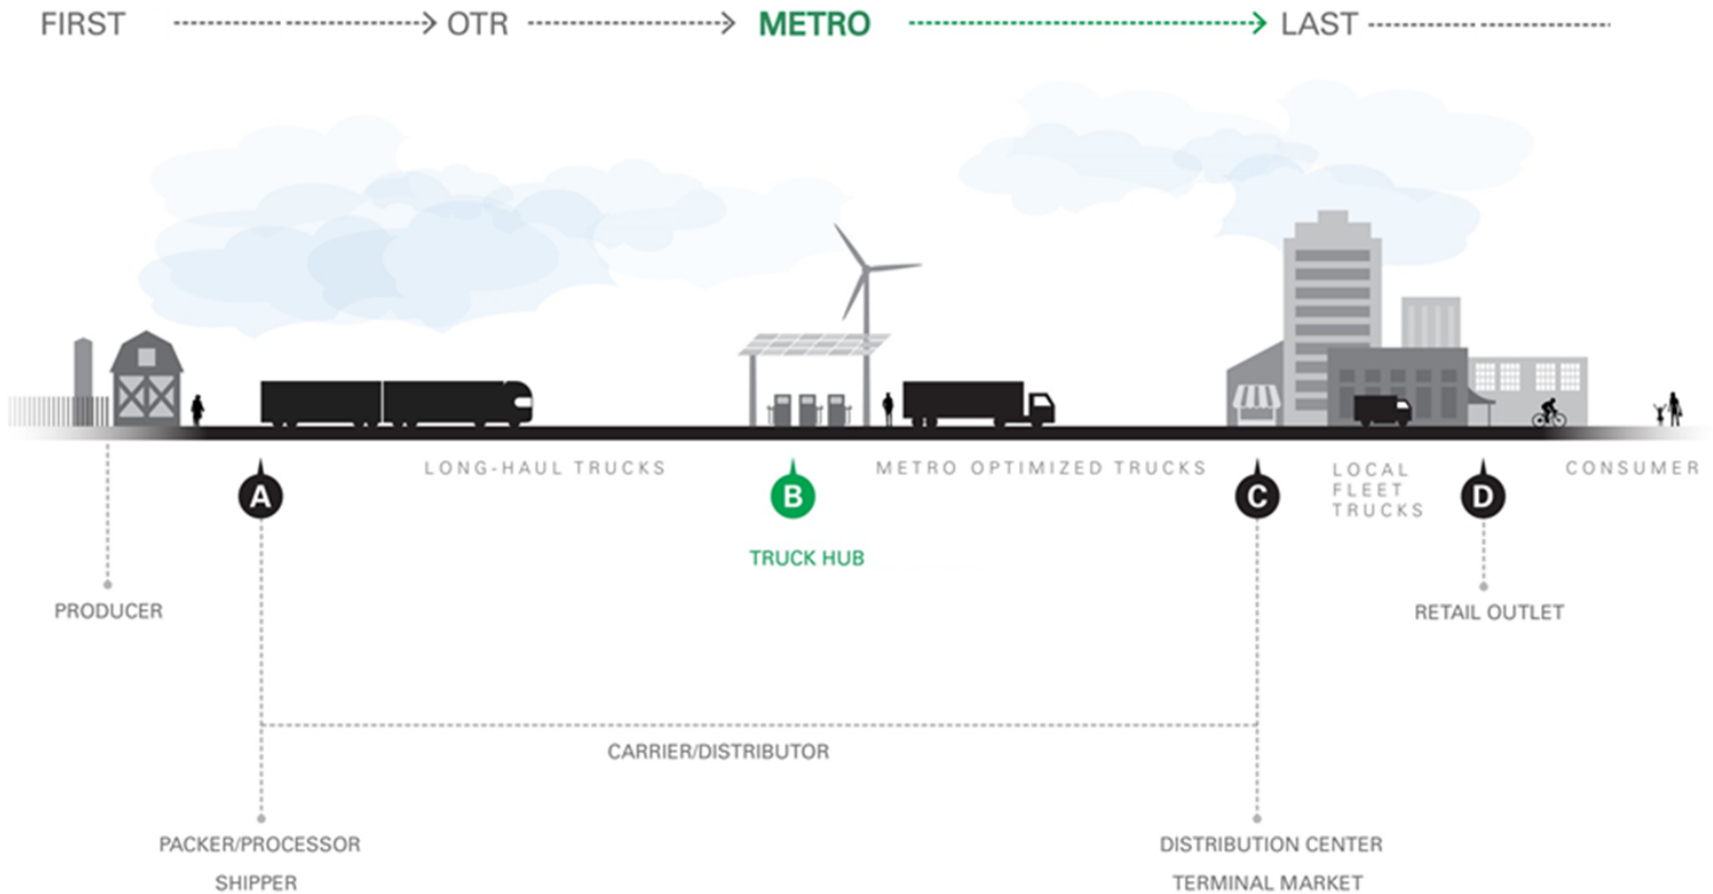 FIRST OTR METRO LAST
LONG-HAUL TRUCKS
METRO OPTIMIZED TRUCKS
LOCAL
FLEET
TRUCKS
CONSUMER
A
B
C
D
TRUCK HUB
PRODUCER
RETAIL OUTLET
CARRIER/DISTRIBUTOR
PACKER/PROCESSOR
SHIPPER
DISTRIBUTION CENTER
TERMINAL MARKET